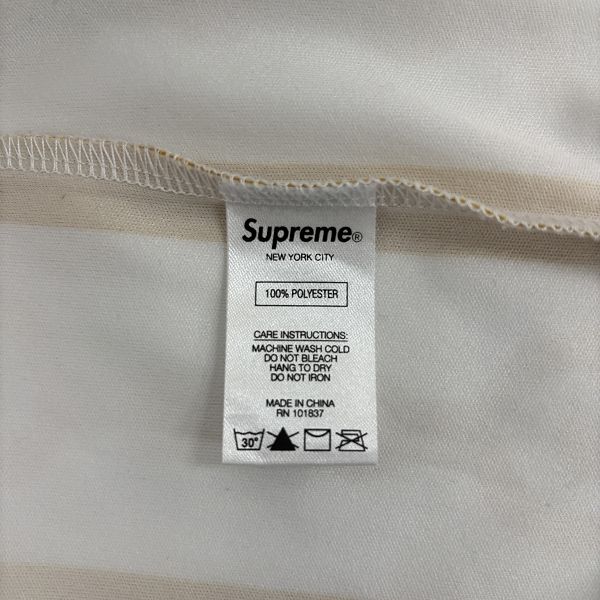 Supreme®
NEW YORK CITY
100% POLYESTER
CARE INSTRUCTIONS:
MACHINE WASH COLD
DO NOT BLEACH
HANG TO DRY
DO NOT IRON
MADE IN CHINA
RN 101837
30°